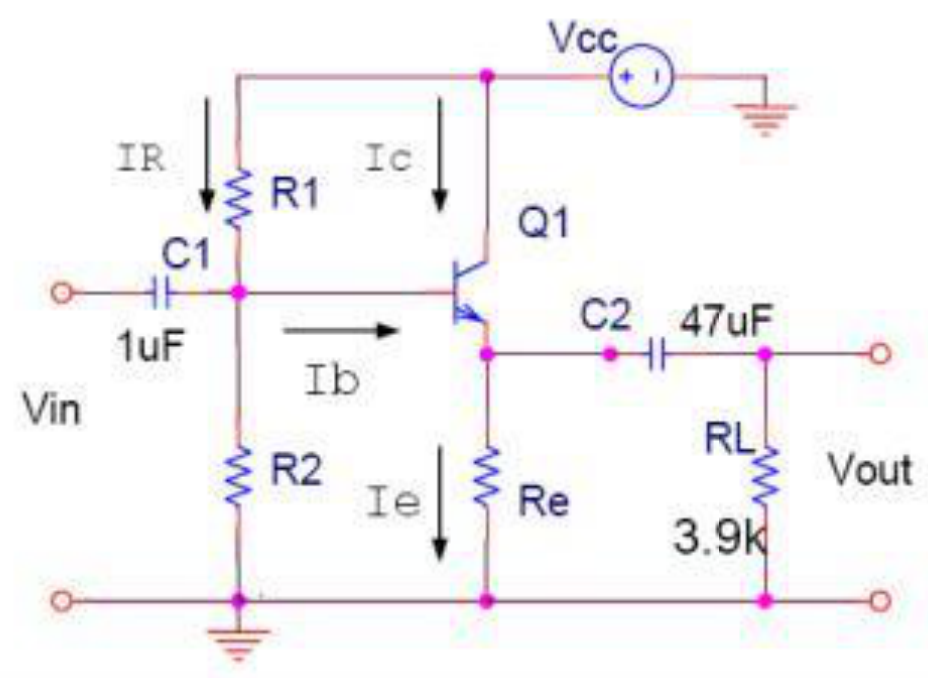 Vcc
+ -
IR
Ic
R1
Q1
C1
C2
47uF
1uF
Ib
Vin
RL
R2
Vout
Ie
Re
3.9k